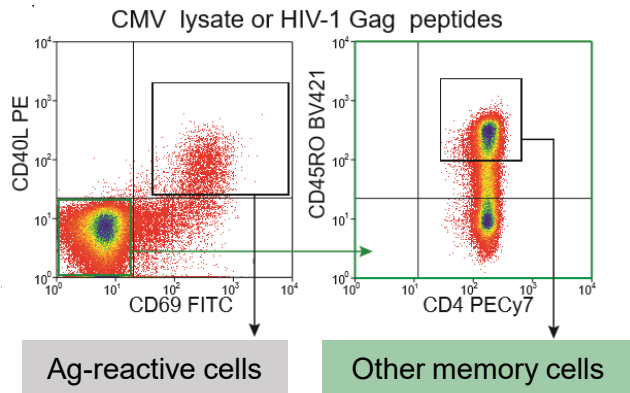 CMV lysate or HIV-1 Gag peptides
CD40L PE
10⁴
10³
10²
10¹
10⁰
10⁰ 10¹ 10² 10³ 10⁴
CD69 FITC
CD45RO BV421
10⁴
10³
10²
10¹
10⁰
10⁰ 10¹ 10² 10³ 10⁴
CD4 PECy7
Ag-reactive cells
Other memory cells